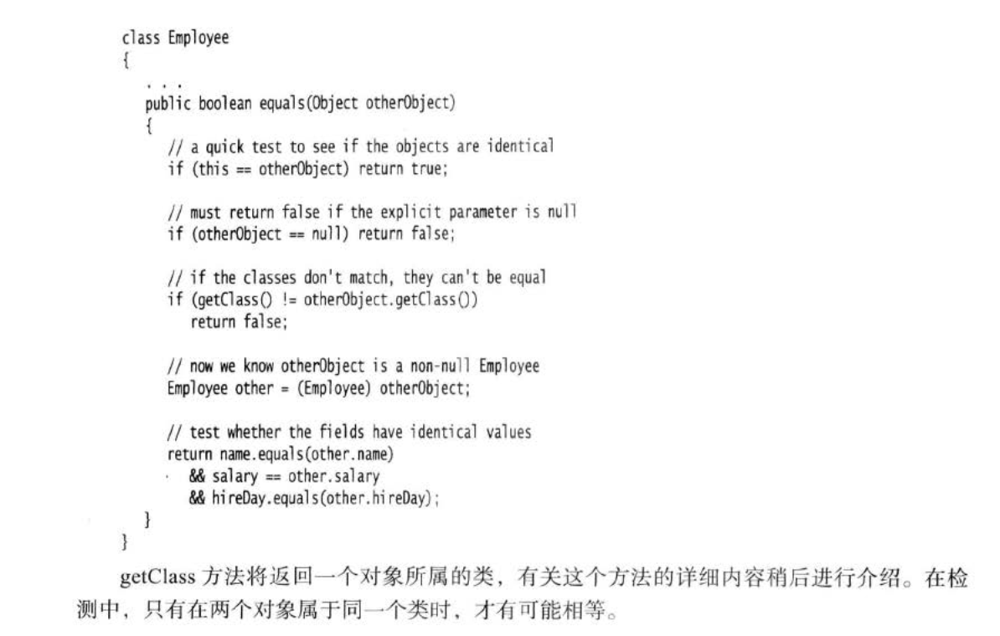 class Employee
{
. . .
public boolean equals(Object otherObject)
{
// a quick test to see if the objects are identical
if (this == otherObject) return true;
// must return false if the explicit parameter is null
if (otherObject == null) return false;
// if the classes don't match, they can't be equal
if (getClass() != otherObject.getClass())
return false;
// now we know otherObject is a non-null Employee
Employee other = (Employee) otherObject;
// test whether the fields have identical values
return name.equals(other.name)
&& salary == other.salary
&& hireDay.equals(other.hireDay);
}
}
getClass 方法将返回一个对象所属的类，有关这个方法的详细内容稍后进行介绍。在检
测中，只有在两个对象属于同一个类时，才有可能相等。